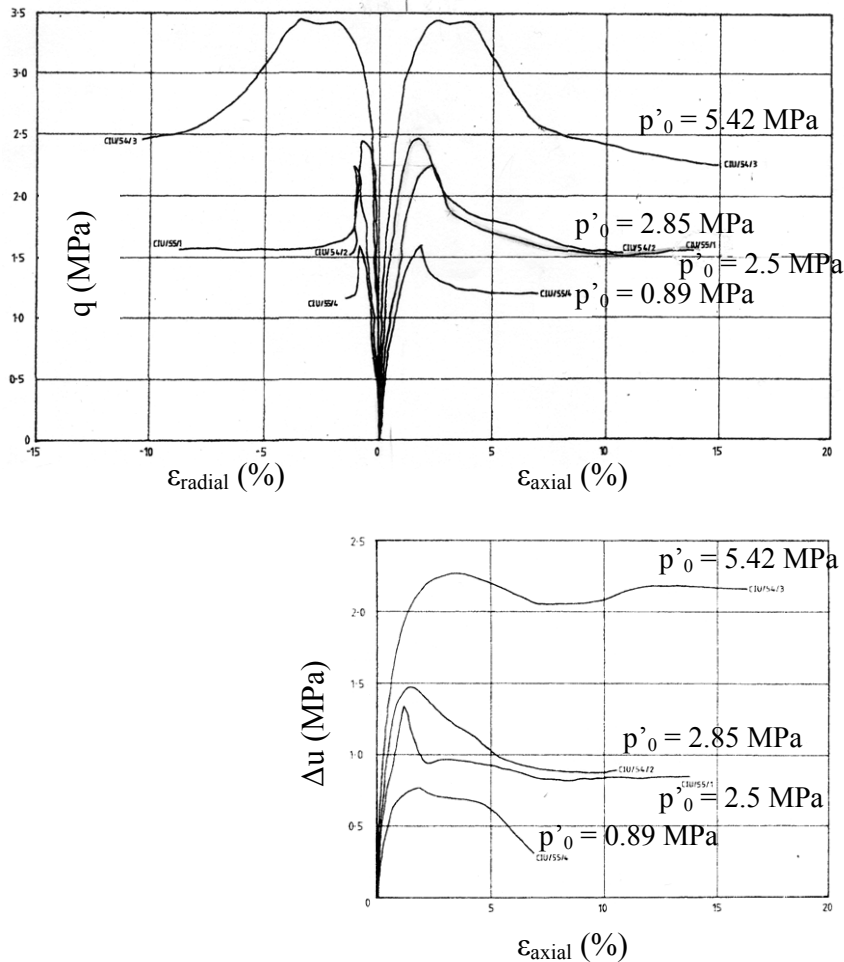 3·5
3·0
2·5
2·0
1·5
1·0
0·5
0
q (MPa)
CIU/54/3
p'0 = 5.42 MPa
CIU/54/3
CIU/55/1
CIU/54/2
CIU/55/4
p'0 = 2.85 MPa
CIU/54/2
CIU/55/1
p'0 = 2.5 MPa
p'0 = 0.89 MPa
CIU/55/4
-15 -10 -5 0 5 10 15 20
εradial (%) εaxial (%)
2·5
2·0
1·5
1·0
0·5
0
Δu (MPa)
p'0 = 5.42 MPa
CIU/54/3
p'0 = 2.85 MPa
CIU/54/2
CIU/55/1
p'0 = 2.5 MPa
p'0 = 0.89 MPa
CIU/55/4
5 10 15 20
εaxial (%)